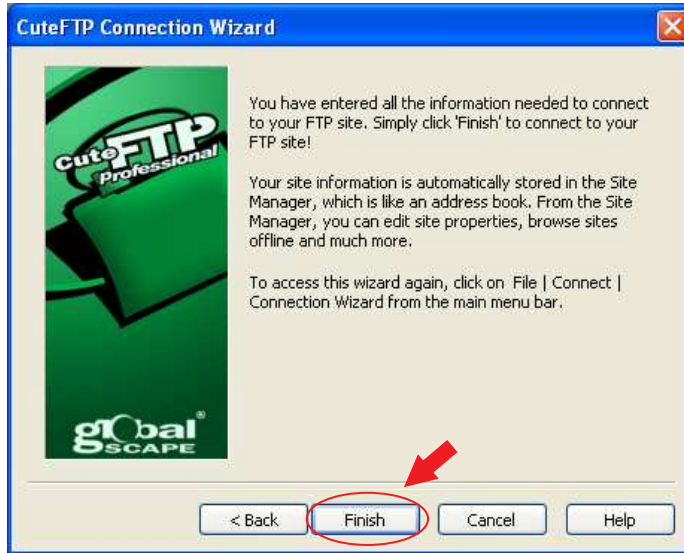 CuteFTP Connection Wizard
cute FTP
Professional
You have entered all the information needed to connect
to your FTP site. Simply click 'Finish' to connect to your
FTP site!
Your site information is automatically stored in the Site
Manager, which is like an address book. From the Site
Manager, you can edit site properties, browse sites
offline and much more.
To access this wizard again, click on File | Connect |
Connection Wizard from the main menu bar.
glObal®
SCAPE
< Back Finish Cancel Help